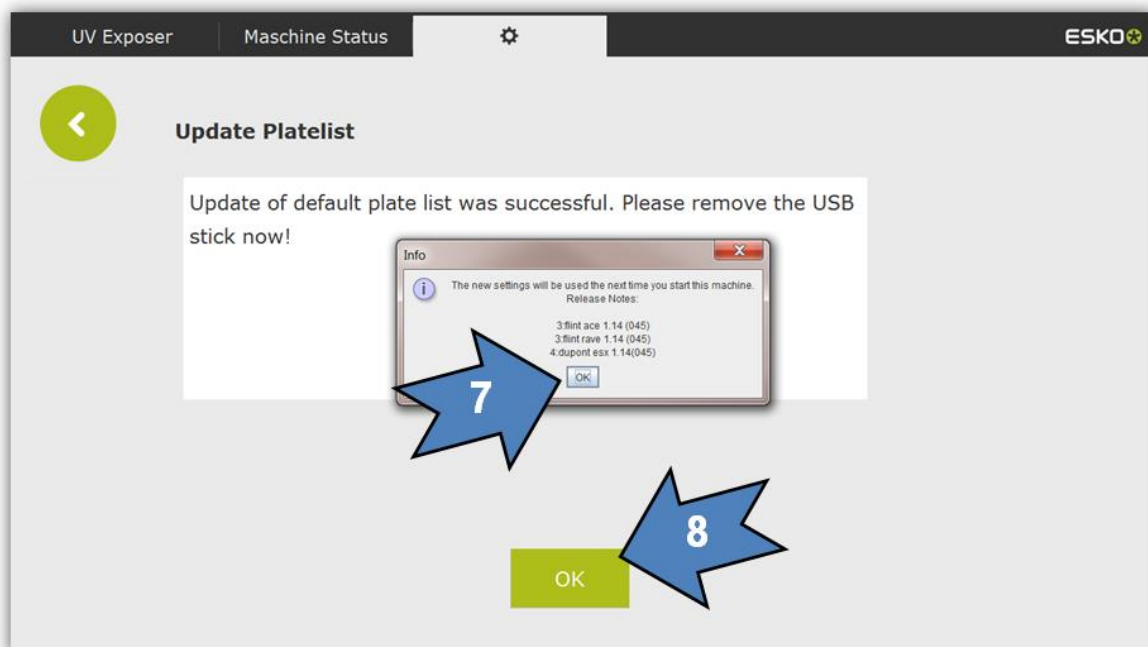 UV Exposer
Maschine Status
ESKO
Update Platelist
Update of default plate list was successful. Please remove the USB
stick now!
Info
The new settings will be used the next time you start this machine.
Release Notes:
3:flint ace 1.14 (045)
3:flint rave 1.14 (045)
4:dupont esx 1.14(045)
OK
7
8
OK